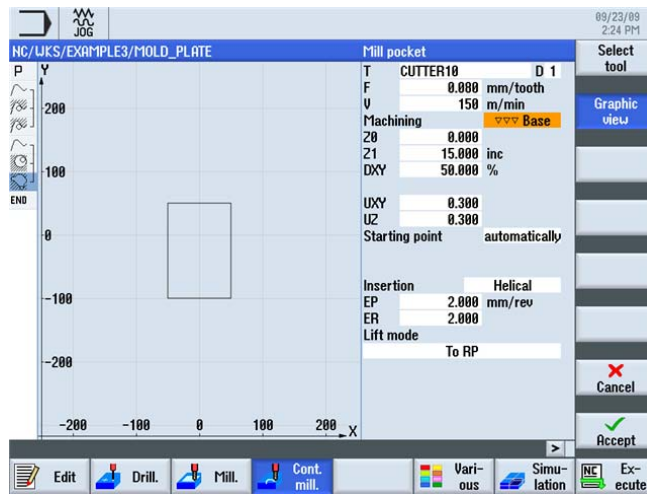 JOG
09/23/09
2:24 PM
NC/WKS/EXAMPLE3/MOLD_PLATE
Mill pocket
Select tool
P
Y
T CUTTER10 D 1
F 0.080 mm/tooth
V 150 m/min
Graphic view
Machining ▽▽▽ Base
Z0 0.000
Z1 15.000 inc
DXY 50.000 %
UXY 0.300
UZ 0.300
Starting point automatically
Insertion Helical
EP 2.000 mm/rev
ER 2.000
Lift mode
To RP
END
200
100
0
-100
-200
-200 -100 0 100 200 X
Cancel
Accept
>
Edit
Drill.
Mill.
Cont. mill.
Vari- ous
Simu- lation
NC Ex- ecute